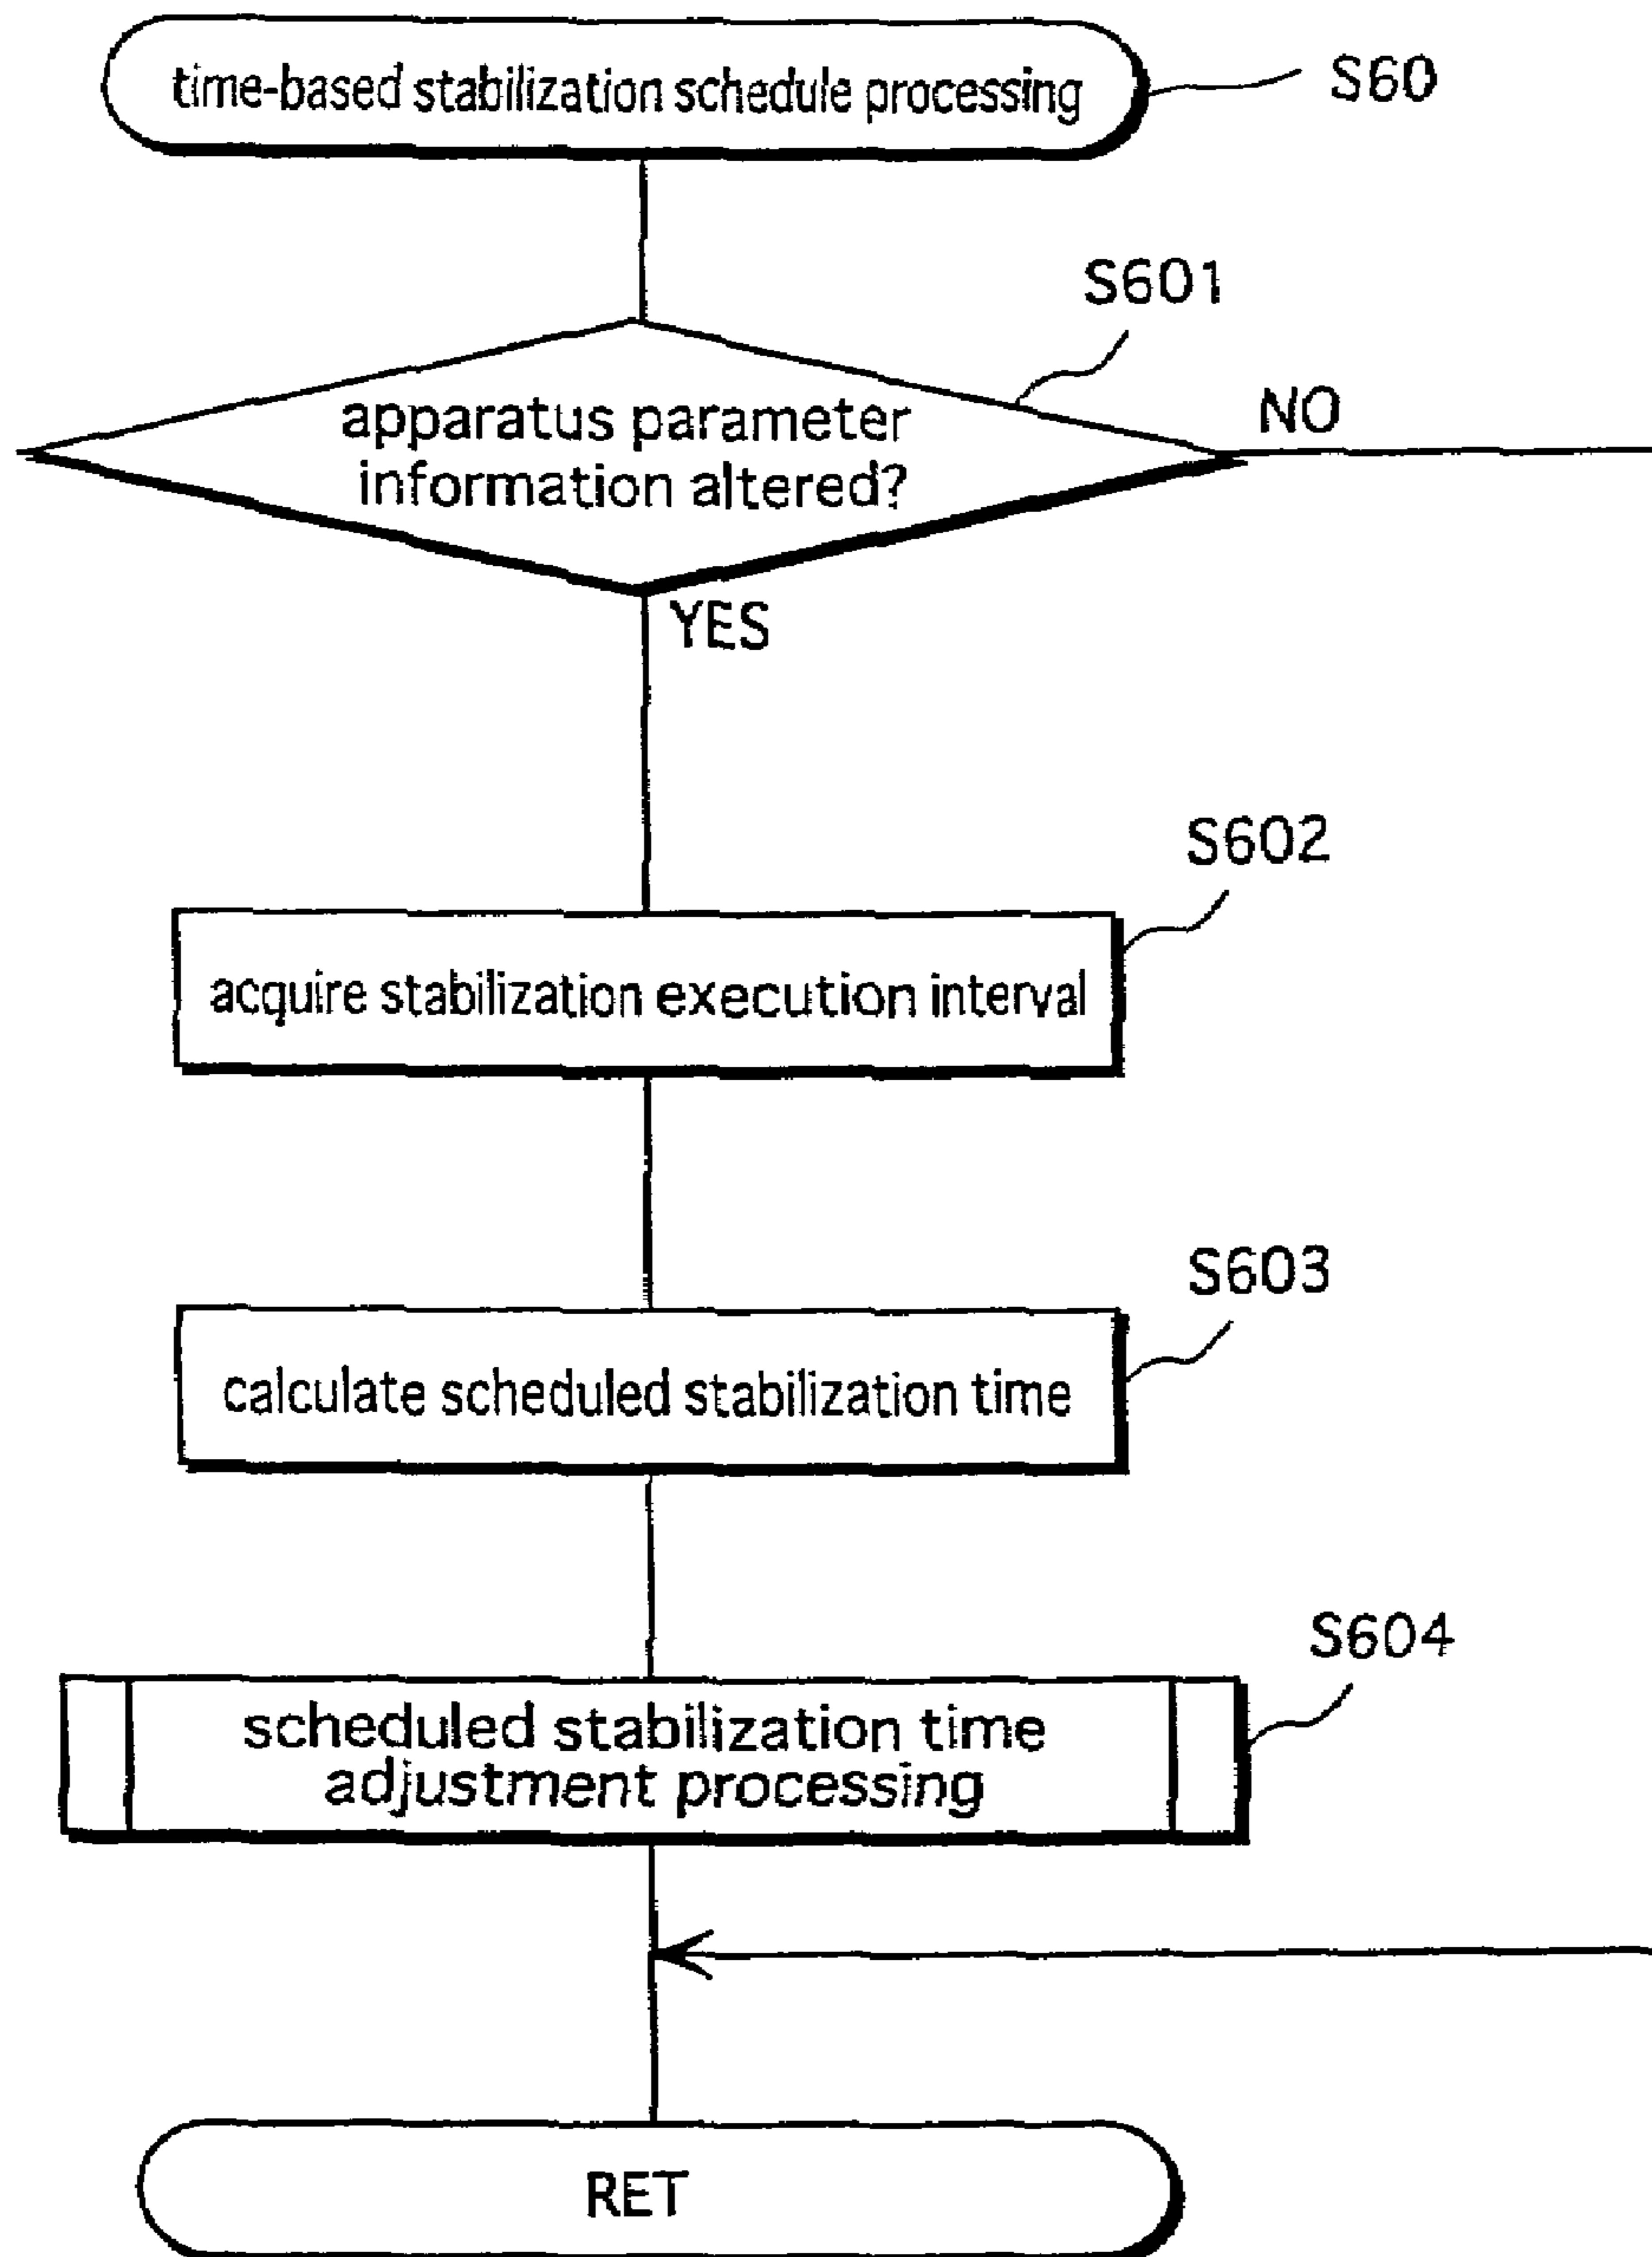 time-based stabilization schedule processing
S60
S601
apparatus parameter
information altered?
NO
YES
S602
acquire stabilization execution interval
S603
calculate scheduled stabilization time
S604
scheduled stabilization time
adjustment processing
RET